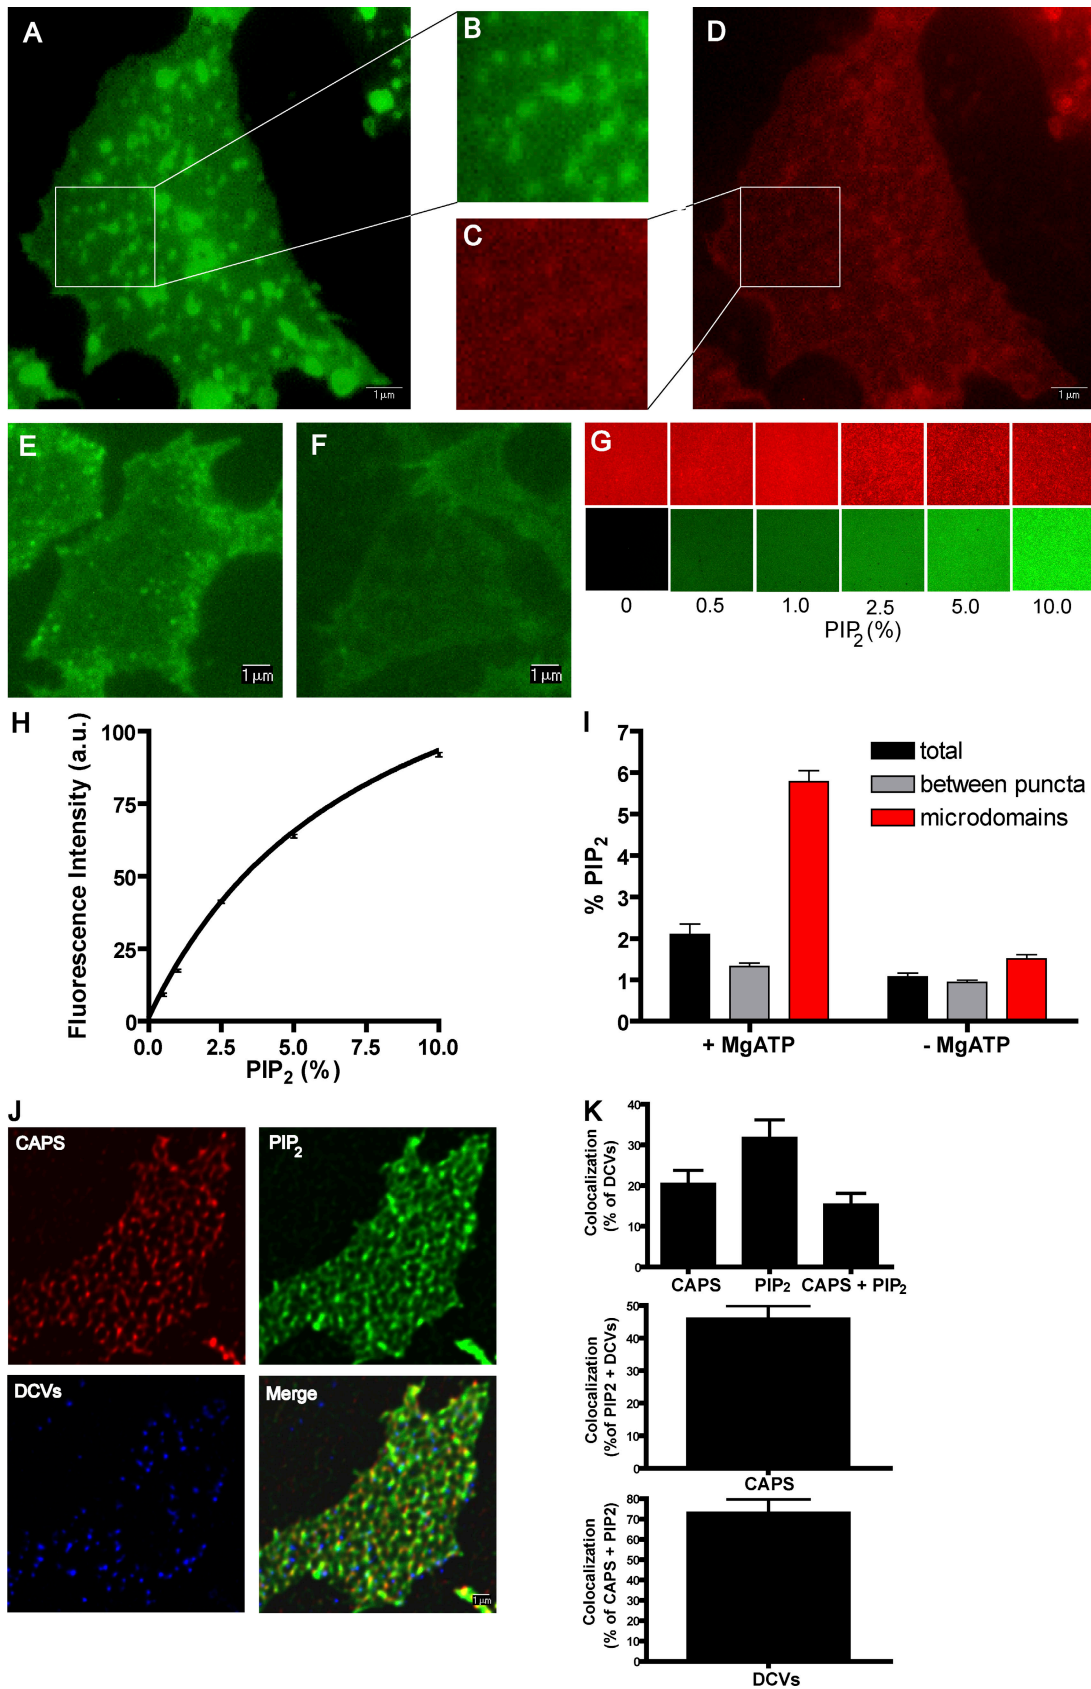 A
B
C
D
1 µm
1 µm
E
F
1 µm
1 µm
G
0 0.5 1.0 2.5 5.0 10.0
PIP2 (%)
H
Fluorescence Intensity (a.u.)
100
75
50
25
0
0.0 2.5 5.0 7.5 10.0
PIP2 (%)
I
% PIP2
7
6
5
4
3
2
1
0
total
between puncta
microdomains
+ MgATP - MgATP
J
CAPS
PIP2
DCVs
Merge
1µm
K
Colocalization
(% of DCVs)
40
30
20
10
0
CAPS PIP2 CAPS + PIP2
Colocalization
(%of PIP2 + DCVs)
50
40
30
20
10
0
CAPS
Colocalization
(% of CAPS + PIP2)
80
70
60
50
40
30
20
10
0
DCVs